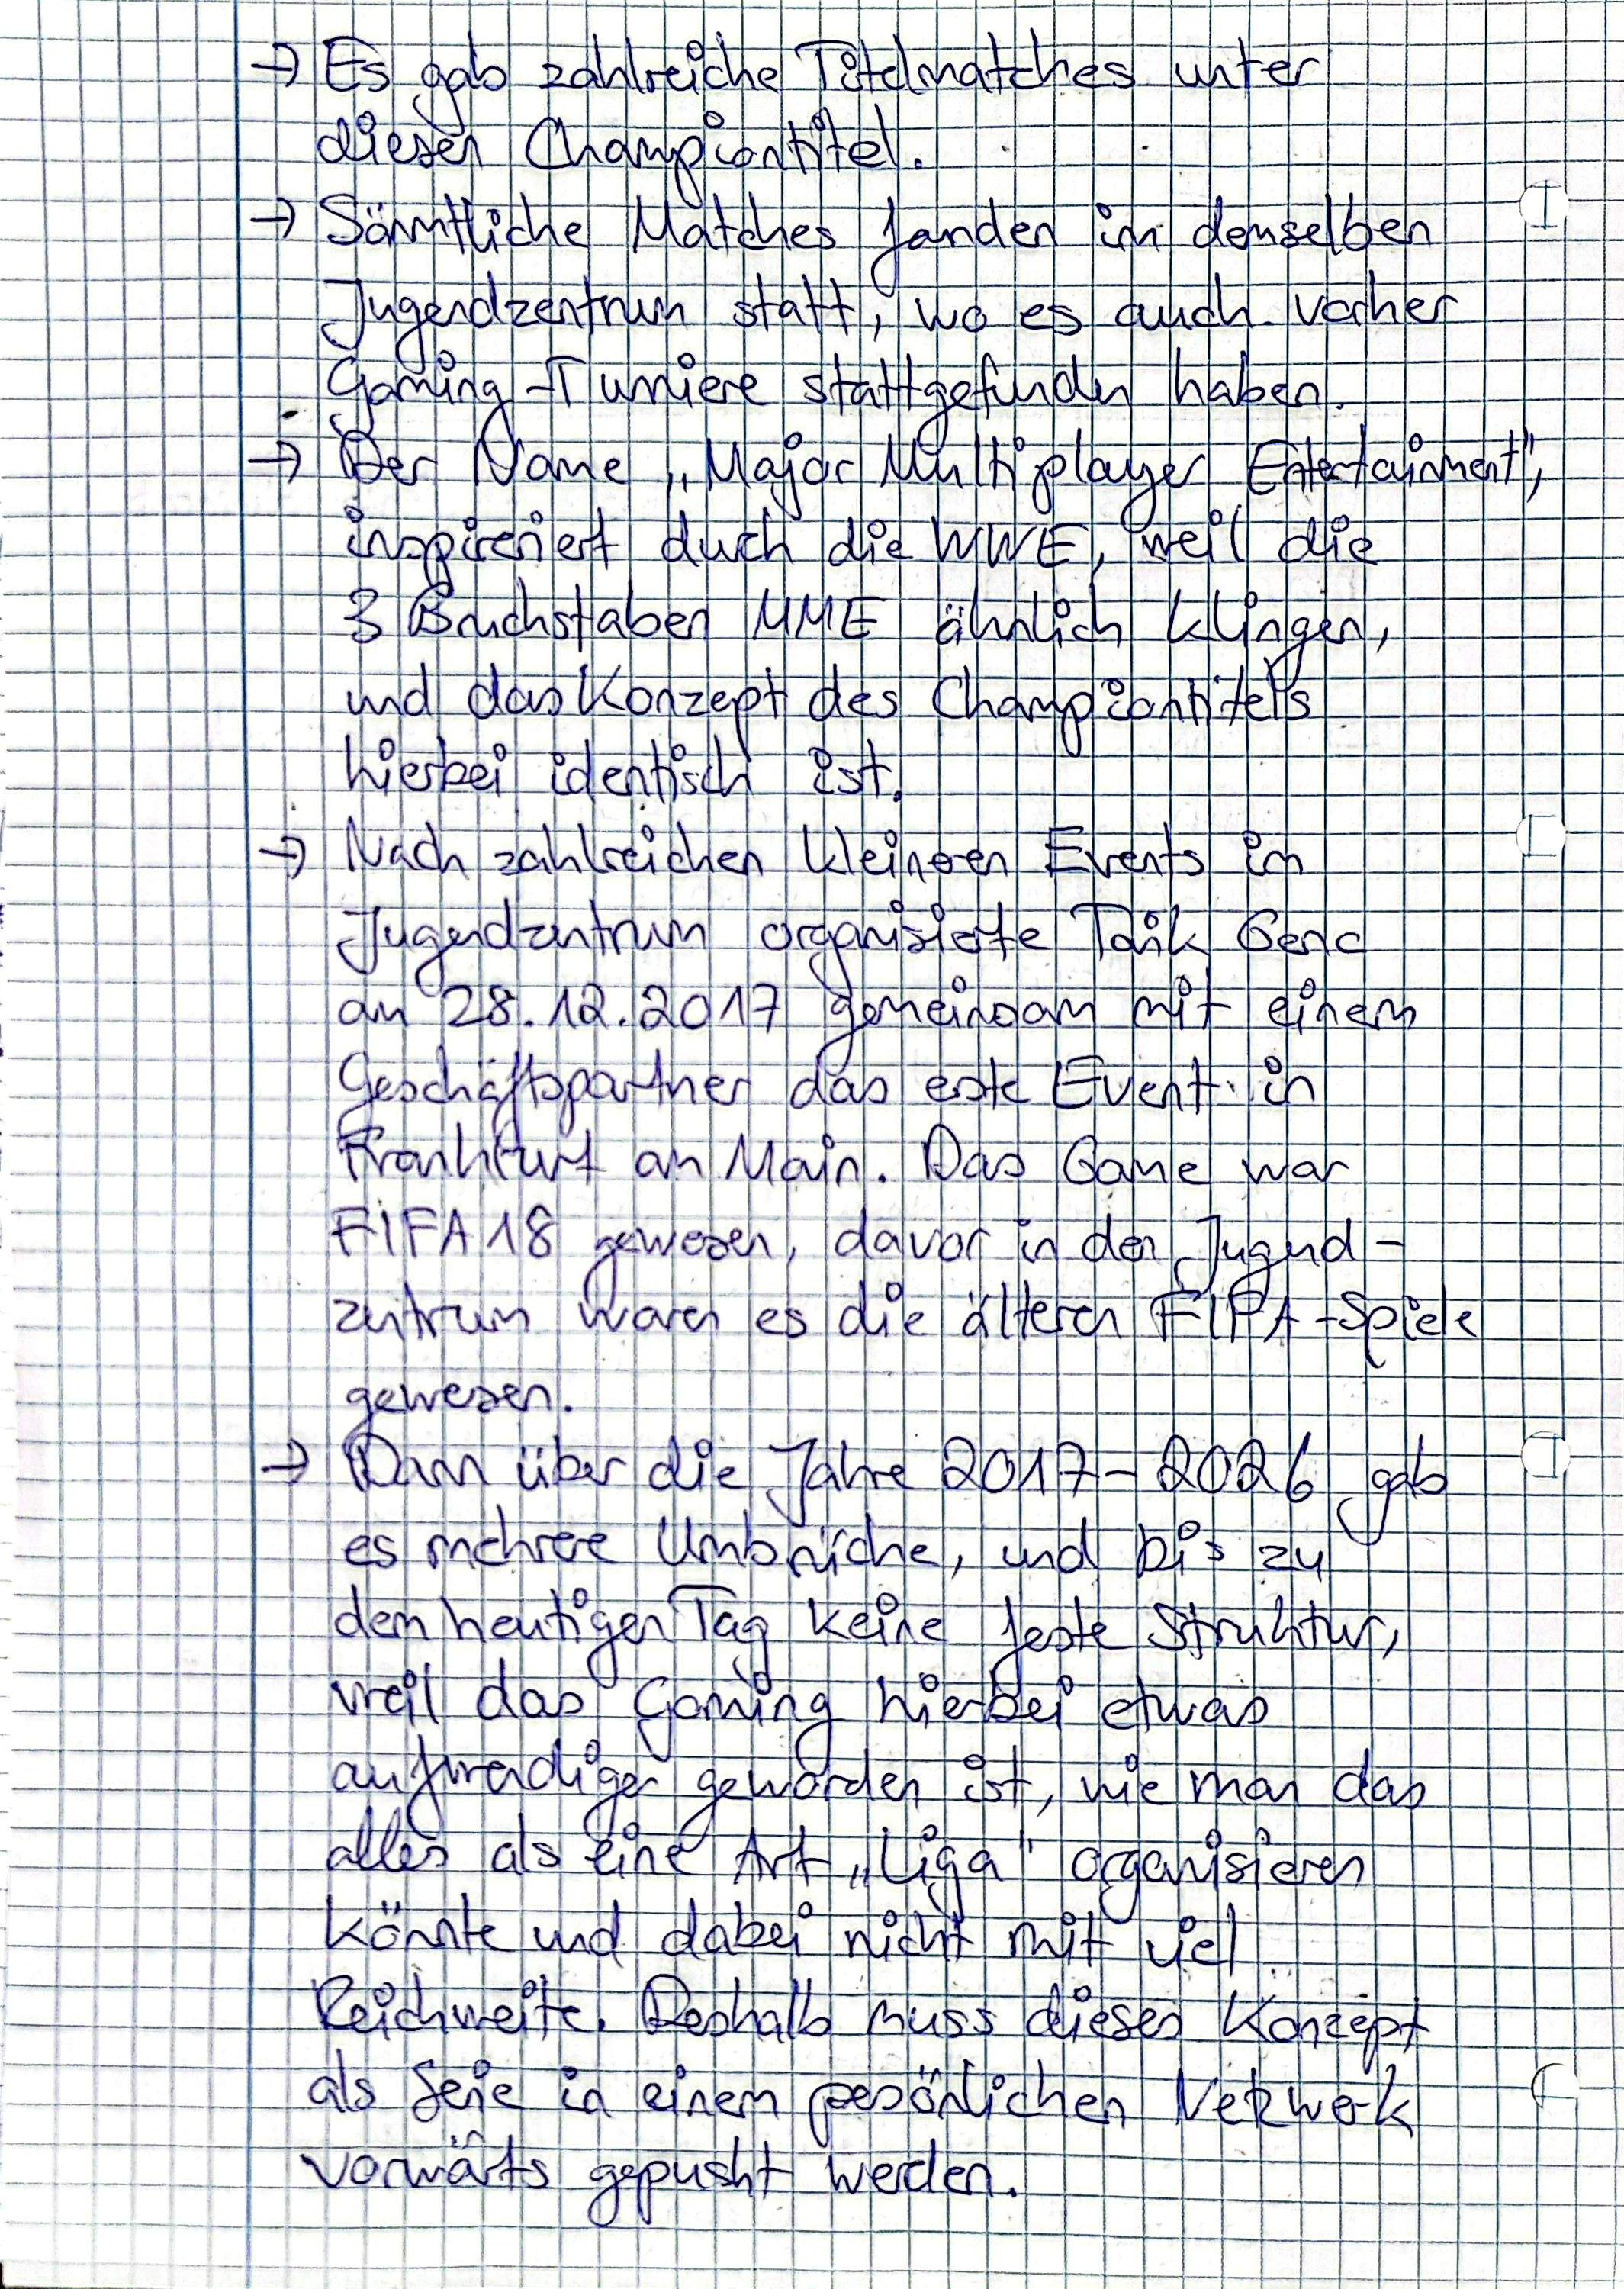 → Es gab zahlreiche Titelmatches unter
diesen Championtitel.
→ Sämtliche Matches fanden im demselben
Jugendzentrum statt, wo es auch vorher
Gaming-Turniere stattgefunden haben.
→ Der Name „Major Multiplayer Entertainment",
inspireriert durch die WWE, weil die
3 Bruchstaben MME ähnlich klingen,
und das Konzept des Championtitels
hierbei identisch ist.
→ Nach zahlreichen kleineren Events im
Jugendzentrum organisierte Tarik Genc
am 28.12.2017 gemeinsam mit einem
Geschäftspartner das erste Event in
Frankfurt am Main. Das Game war
FIFA 18 gewesen, davor in den Jugend-
zentrum waren es die älteren FIFA-Spiele
gewesen.
→ Dann über die Jahre 2017-2026 gab
es mehrere Umbrüche, und bis zu
dem heutigen Tag keine feste Struktur,
weil das Gaming hierbei etwas
aufwendiger geworden ist, wie man das
alles als eine Art „Liga" organisieren
könnte und dabei nicht mit viel
Reichweite. Deshalb muss dieses Konzept
als Serie in einem persönlichen Netzwerk
vorwärts gepusht werden.